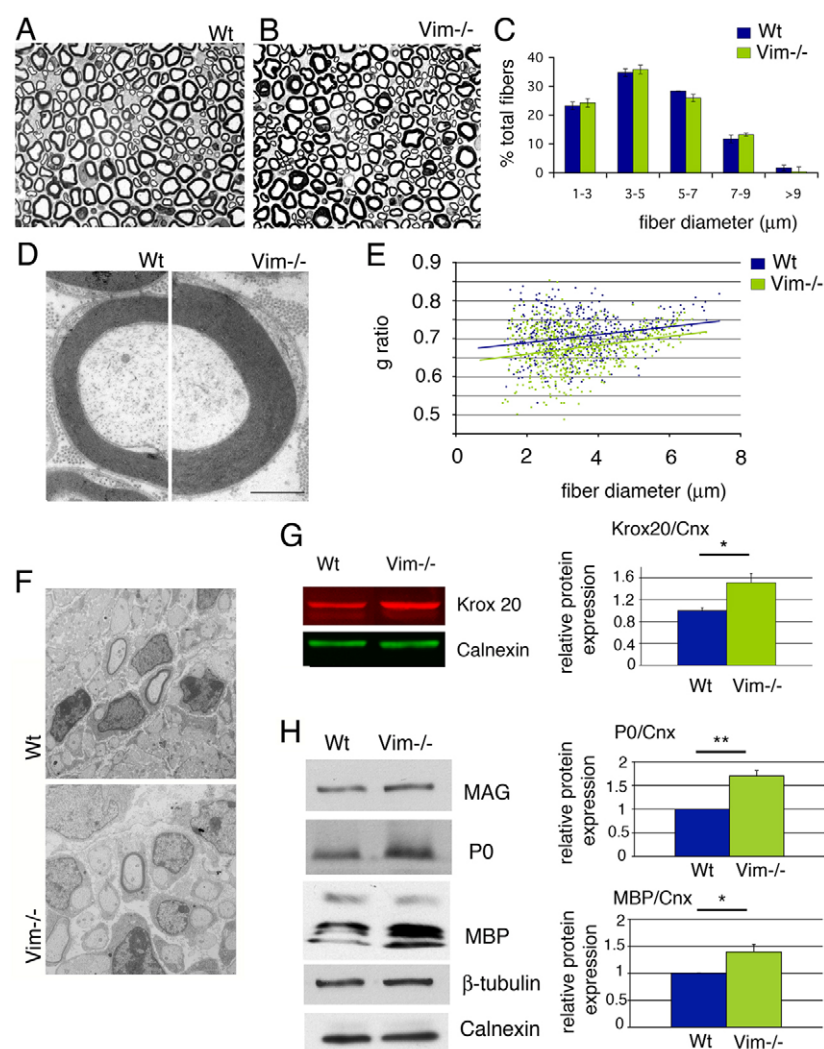 A
Wt
B
Vim-/-
C
Wt
Vim-/-
% total fibers
40
30
20
10
0
1-3
3-5
5-7
7-9
>9
fiber diameter (μm)
D
Wt
Vim-/-
E
Wt
Vim-/-
g ratio
0.9
0.8
0.7
0.6
0.5
0
2
4
6
8
fiber diameter (μm)
F
Wt
Vim-/-
G
Wt
Vim-/-
Krox 20
Calnexin
Krox20/Cnx
*
relative protein
expression
1.6
1.2
0.8
0.4
Wt
Vim-/-
H
Wt
Vim-/-
MAG
P0
MBP
β-tubulin
Calnexin
P0/Cnx
**
relative protein
expression
2
1.5
1
0.5
0
Wt
Vim-/-
MBP/Cnx
*
relative protein
expression
2
1.5
1
0.5
0
Wt
Vim-/-